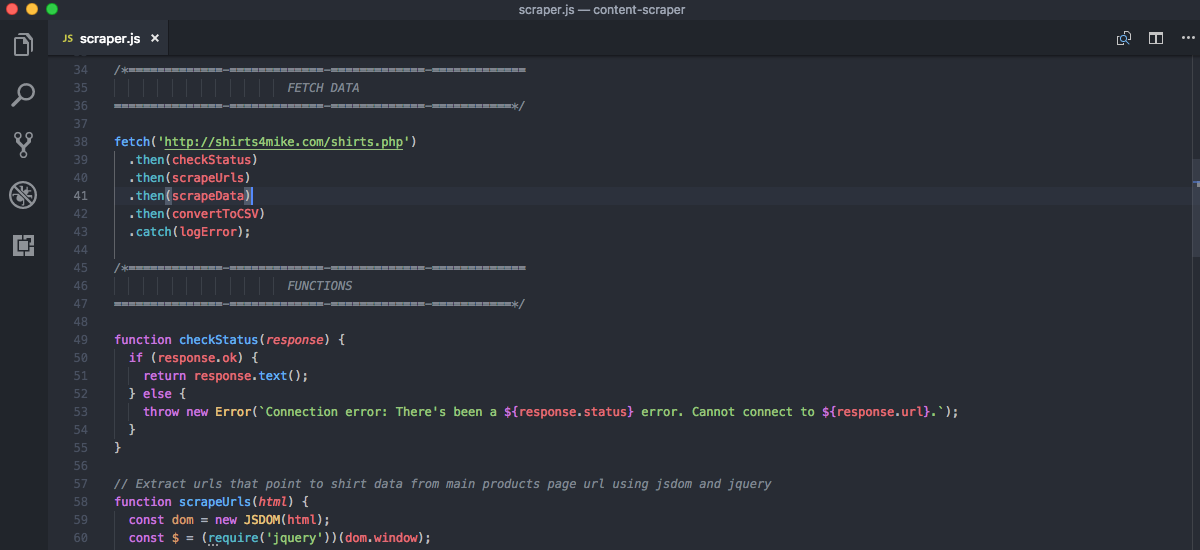 scraper.js — content-scraper
JS scraper.js ×
34 /*=============-=============-=============-=============
35 FETCH DATA
36 ===============-=============-=============-===========*/
37
38 fetch('http://shirts4mike.com/shirts.php')
39 .then(checkStatus)
40 .then(scrapeUrls)
41 .then(scrapeData)
42 .then(convertToCSV)
43 .catch(logError);
44
45 /*=============-=============-=============-=============
46 FUNCTIONS
47 ===============-=============-=============-===========*/
48
49 function checkStatus(response) {
50 if (response.ok) {
51 return response.text();
52 } else {
53 throw new Error(`Connection error: There's been a ${response.status} error. Cannot connect to ${response.url}.`);
54 }
55 }
56
57 // Extract urls that point to shirt data from main products page url using jsdom and jquery
58 function scrapeUrls(html) {
59 const dom = new JSDOM(html);
60 const $ = (require('jquery'))(dom.window);